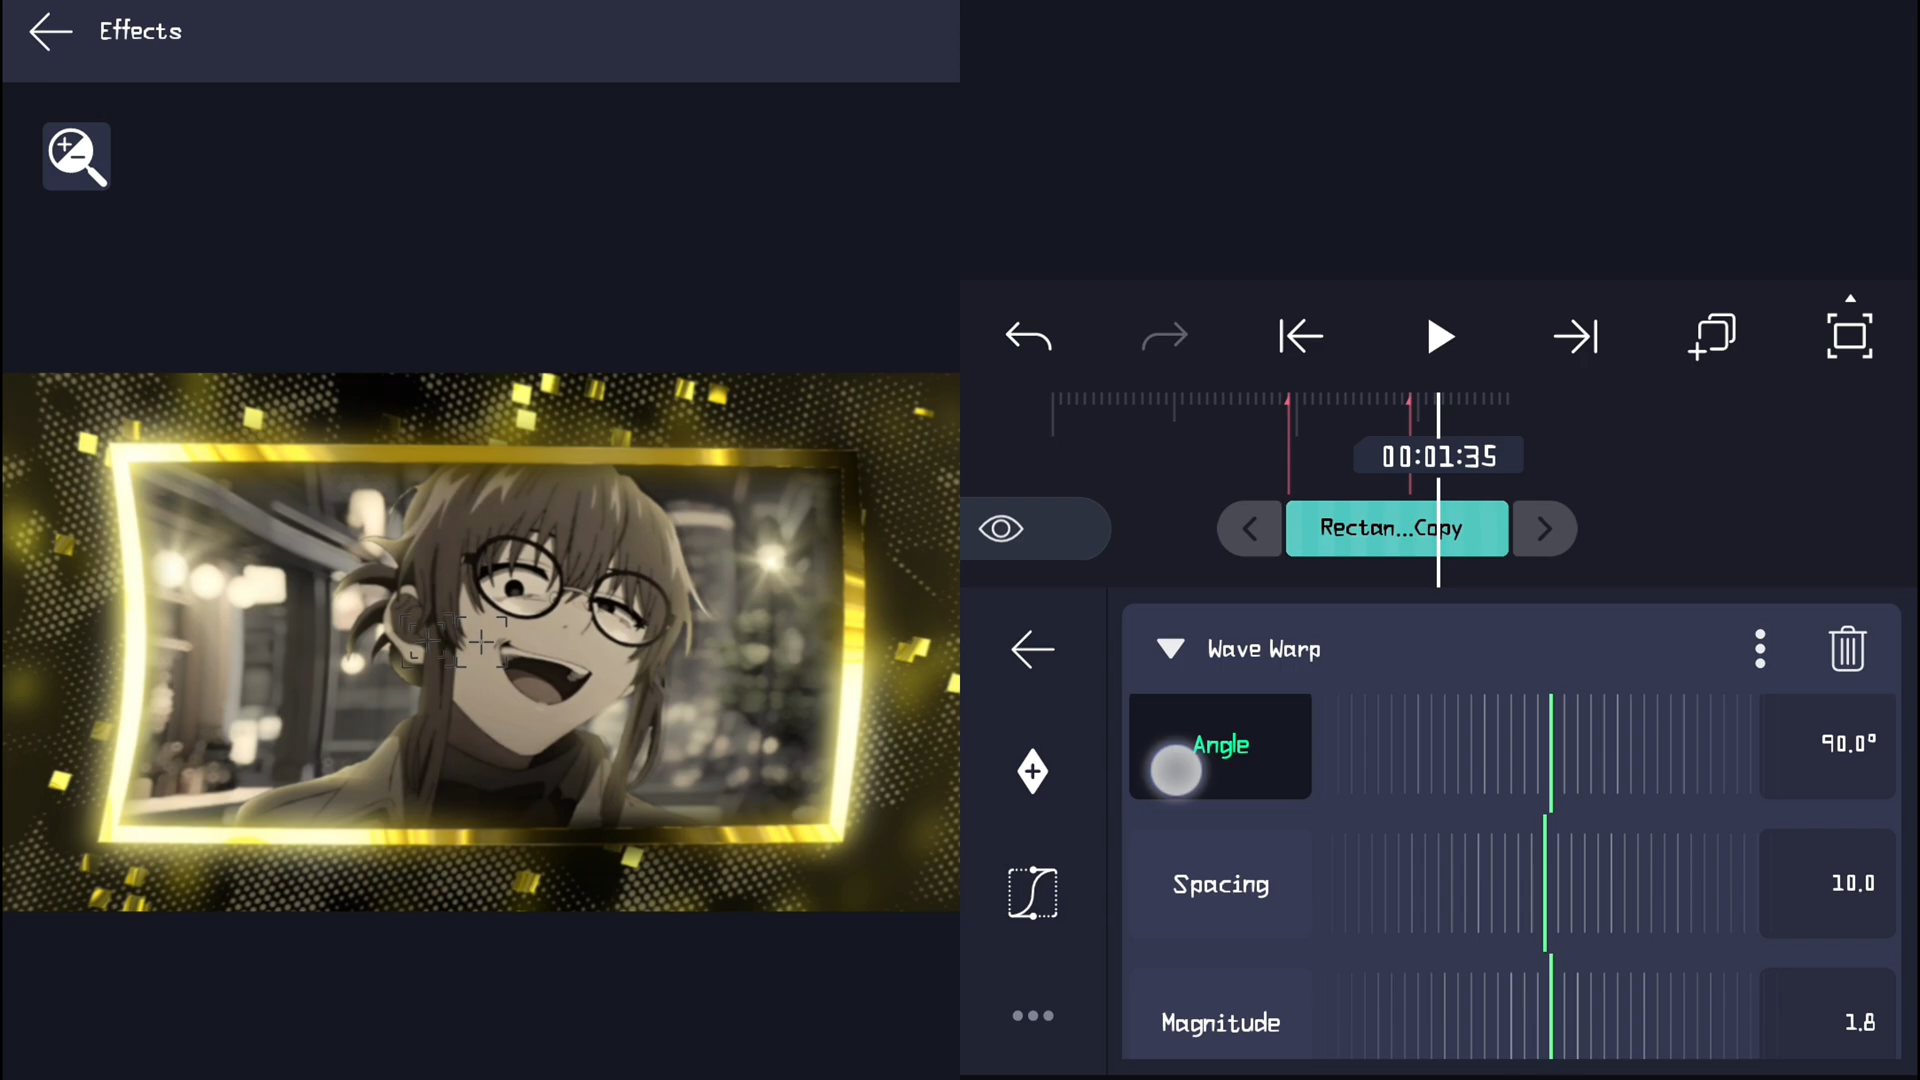 Effects
00:01:35
Rectan...Copy
Wave Warp
Angle
90.0°
Spacing
10.0
Magnitude
1.8